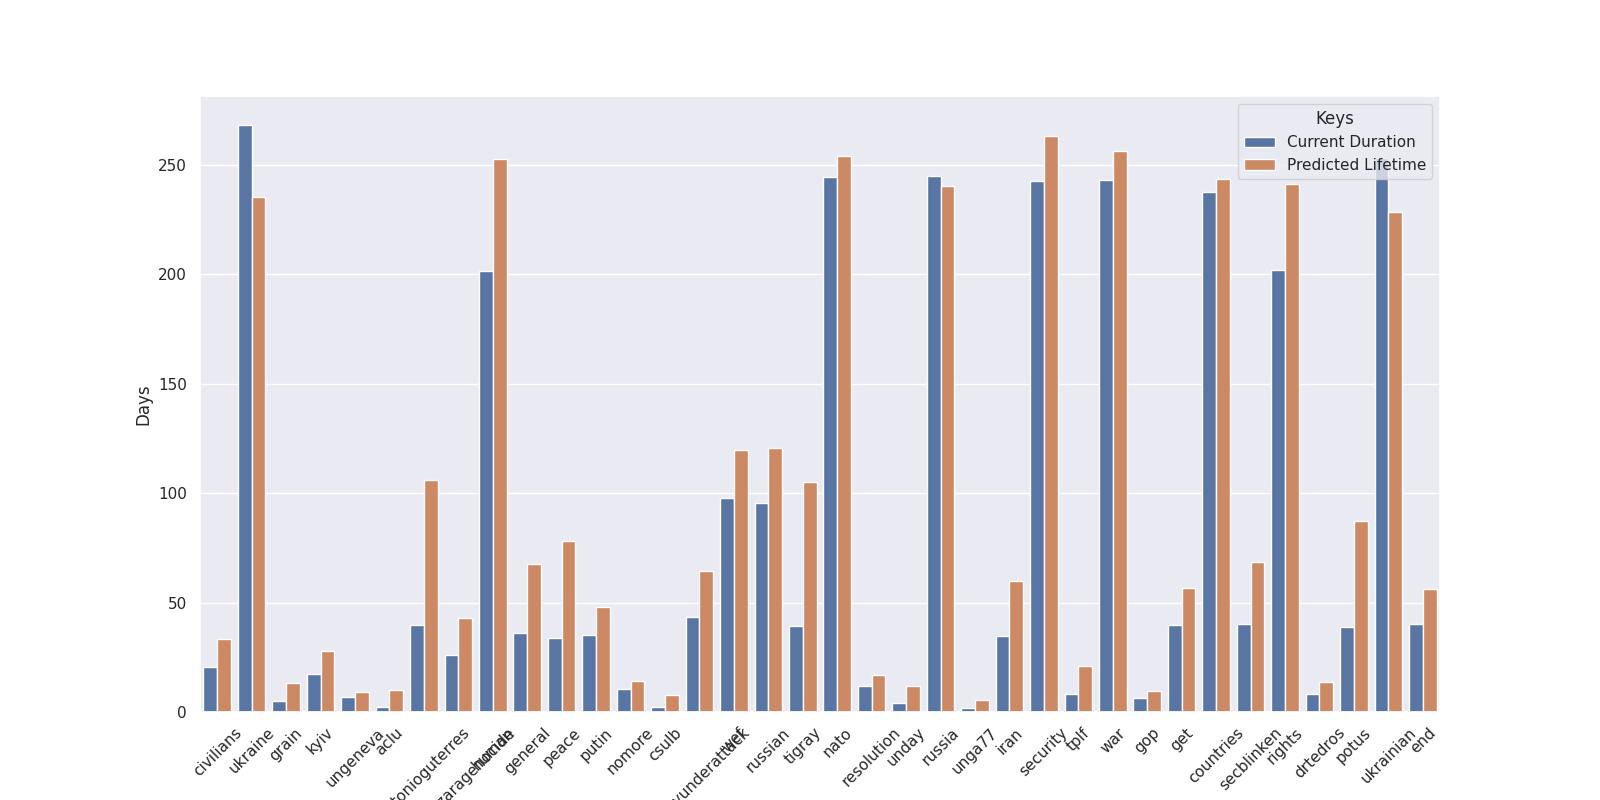 Keys
Current Duration
Predicted Lifetime
Days
250
200
150
100
50
0
civilians
ukraine
grain
kyiv
ungeneva
aclu
human
general
peace
putin
nomore
csulb
wef
russian
tigray
nato
resolution
unday
russia
unga77
iran
security
tplf
war
gop
get
countries
secblinken
rights
drtedros
potus
ukrainian
end